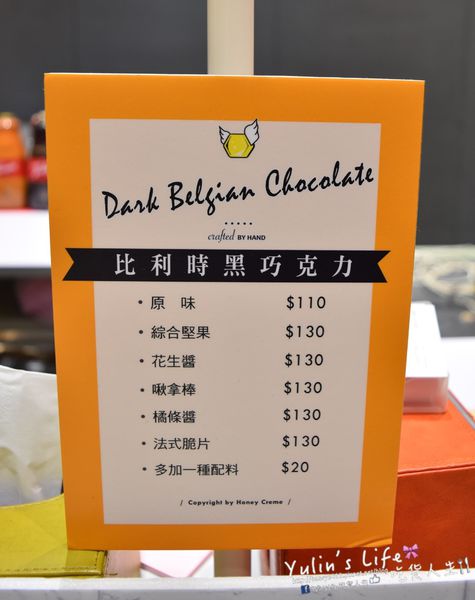 Dark Belgian Chocolate
crafted BY HAND
比利時黑巧克力
• 原 味 $110
• 綜合堅果 $130
• 花生醬 $130
• 啾拿棒 $130
• 橘條醬 $130
• 法式脆片 $130
• 多加一種配料 $20
/ Copyright by Honey Creme /
Yulin's Life